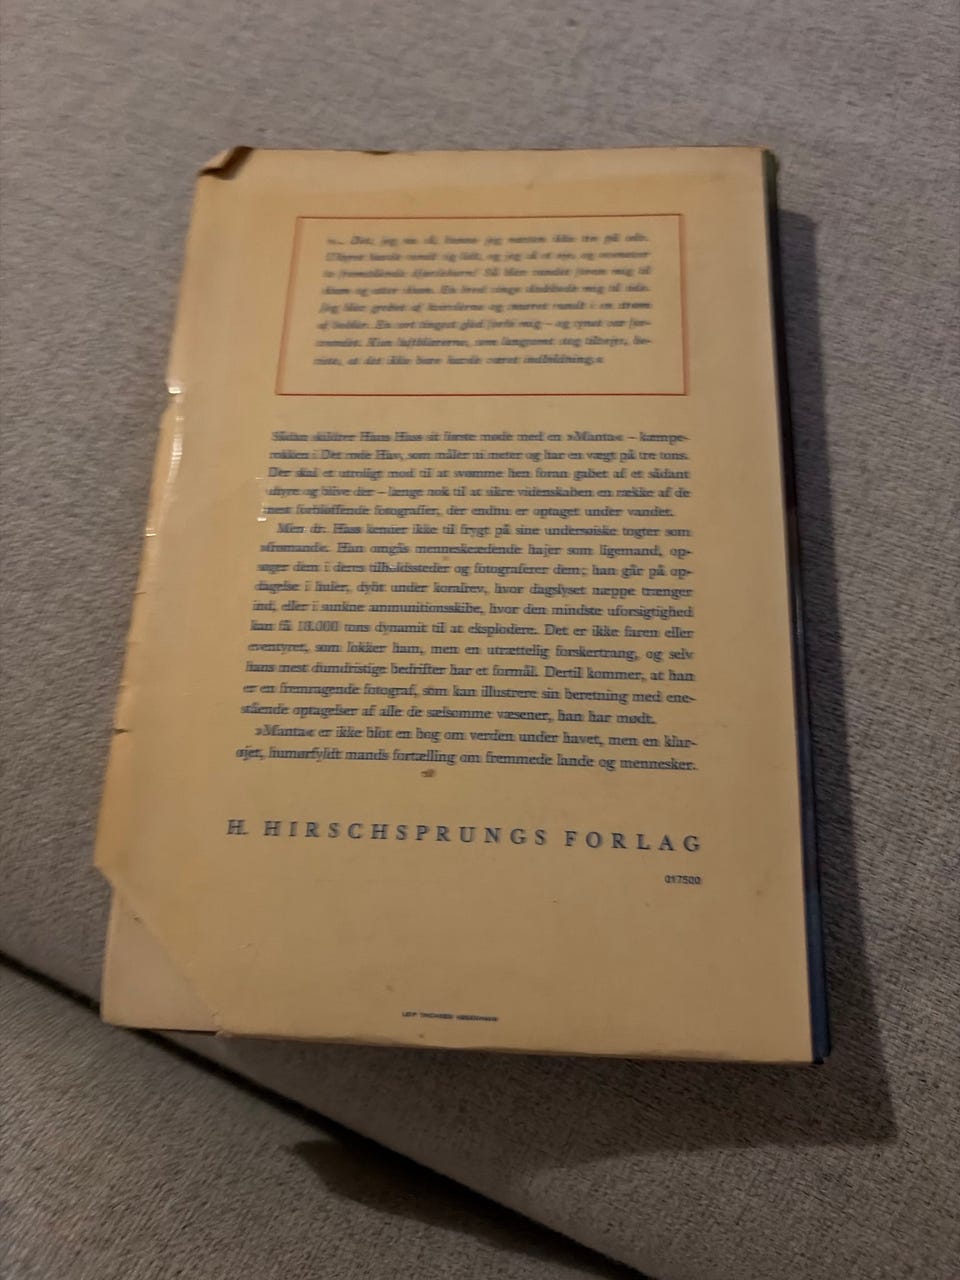 »... Det, jeg nu så, kunne jeg næsten ikke tro på selv.
Uhyret havde vendt sig lidt, og jeg så et øje, og ovenover
to fremstående djævlehorn! Så blev vandet foran mig til
skum og atter skum. En bred vinge skubbede mig til side.
Jeg blev grebet af hvirvlerne og snurret rundt i en strøm
af bobler. En sort tingest gled forbi mig – og synet var for-
svundet. Kun luftblærerne, som langsomt steg tilvejrs, be-
viste, at det ikke bare havde været indbildning.«
Sådan skildrer Hans Hass sit første møde med en »Manta« – kæmpe-
rokken i Det røde Hav, som måler ni meter og har en vægt på tre tons.
Der skal et utroligt mod til at svømme hen foran gabet af et sådant
uhyre og blive der – længe nok til at sikre videnskaben en række af de
mest forbløffende fotografier, der endnu er optaget under vandet.
Men dr. Hass kender ikke til frygt på sine undersøiske togter som
»frømand«. Han omgås menneskeædende hajer som ligemand, op-
søger dem i deres tilholdssteder og fotograferer dem; han går på op-
dagelse i huler, dybt under koralrev, hvor dagslyset næppe trænger
ind, eller i sunkne ammunitionsskibe, hvor den mindste uforsigtighed
kan få 18.000 tons dynamit til at eksplodere. Det er ikke faren eller
eventyret, som lokker ham, men en utrættelig forskertrang, og selv
hans mest dumdristige bedrifter har et formål. Dertil kommer, at han
er en fremragende fotograf, som kan illustrere sin beretning med ene-
stående optagelser af alle de sælsomme væsener, han har mødt.
»Manta« er ikke blot en bog om verden under havet, men en klar-
øjet, humørfyldt mands fortælling om fremmede lande og mennesker.
H. HIRSCHSPRUNGS FORLAG
017500
LEIF THOMSEN KØBENHAVN